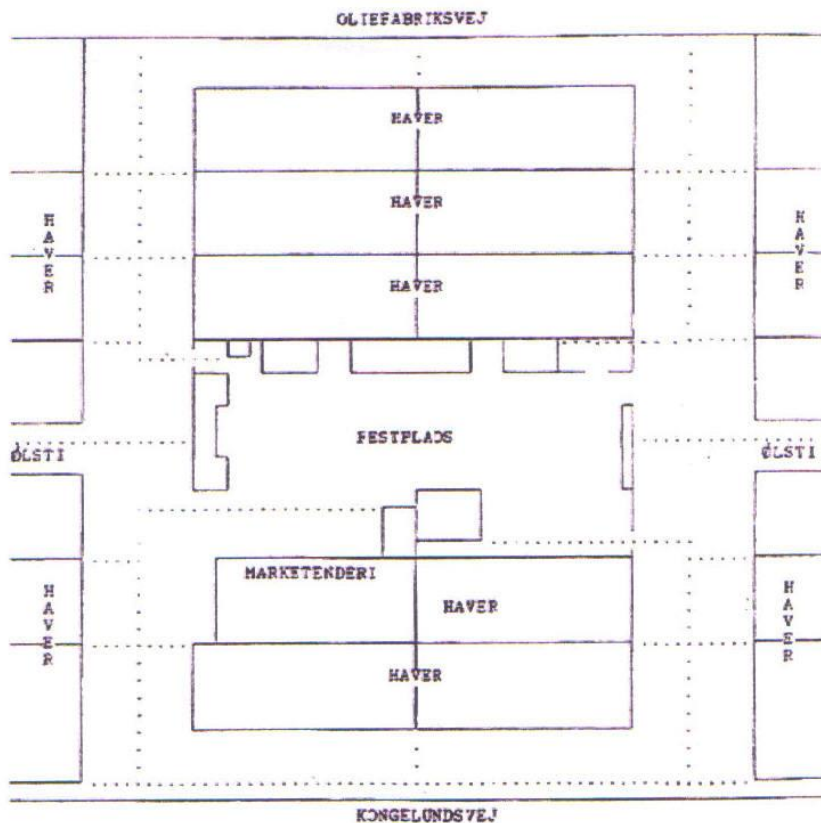 OLIEFABRIKSVEJ
HAVER
HAVER
HAVER
HAVER
HAVER
FESTPLADS
ØLSTI
ØLSTI
MARKETENDERI
HAVER
HAVER
HAVER
HAVER
KONGELUNDSVEJ